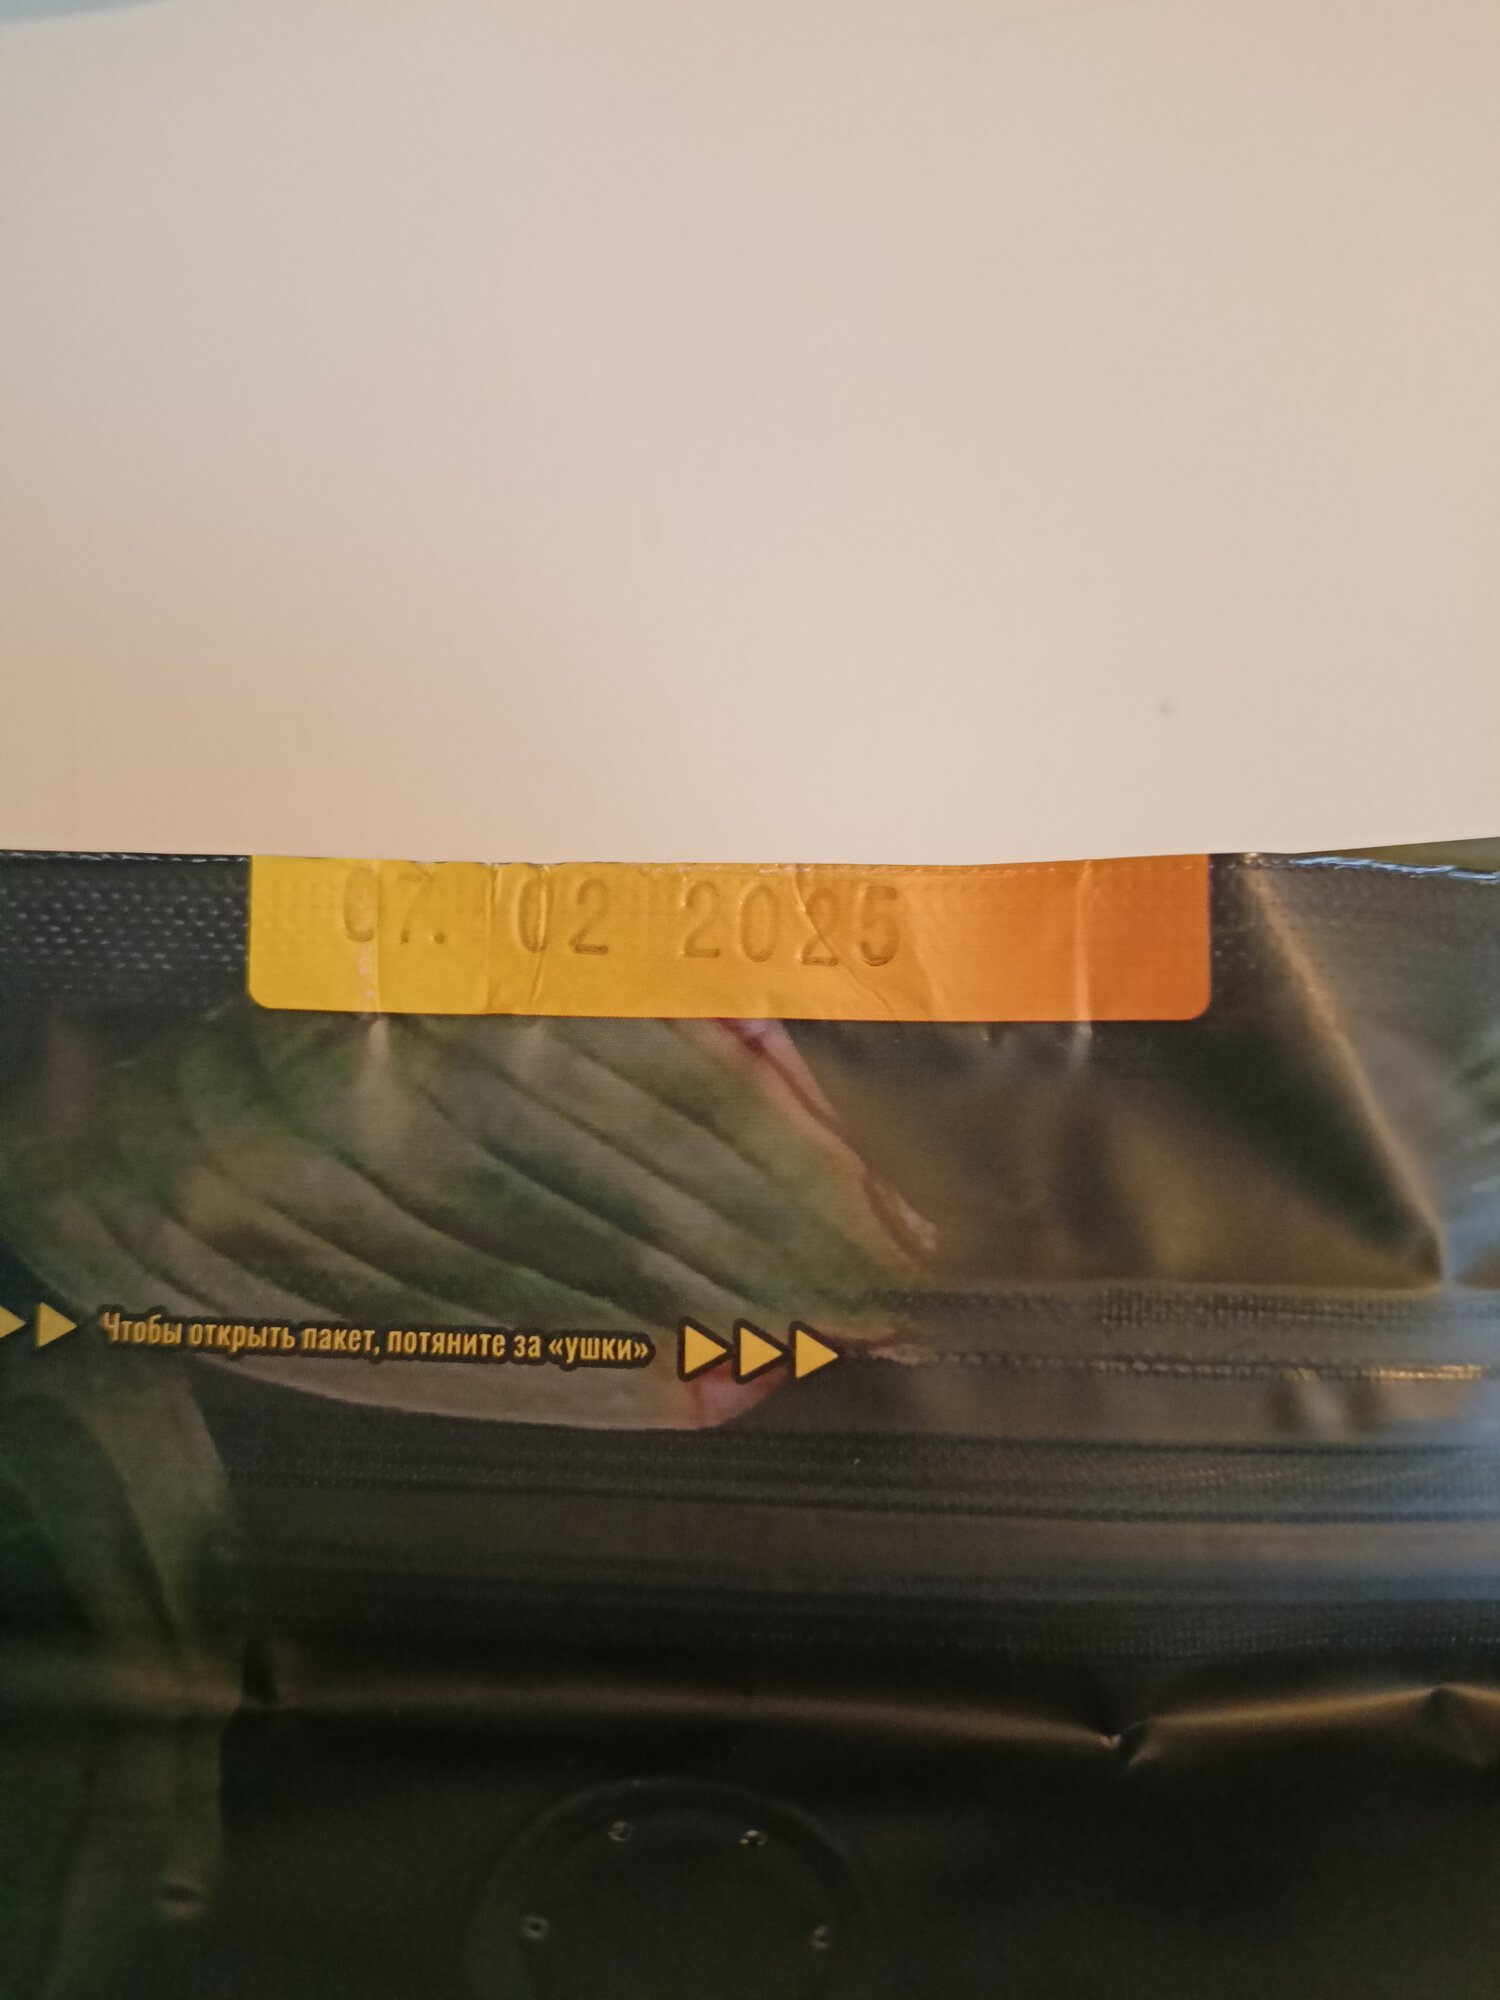 07. 02 2025
Чтобы открыть пакет, потяните за «ушки»